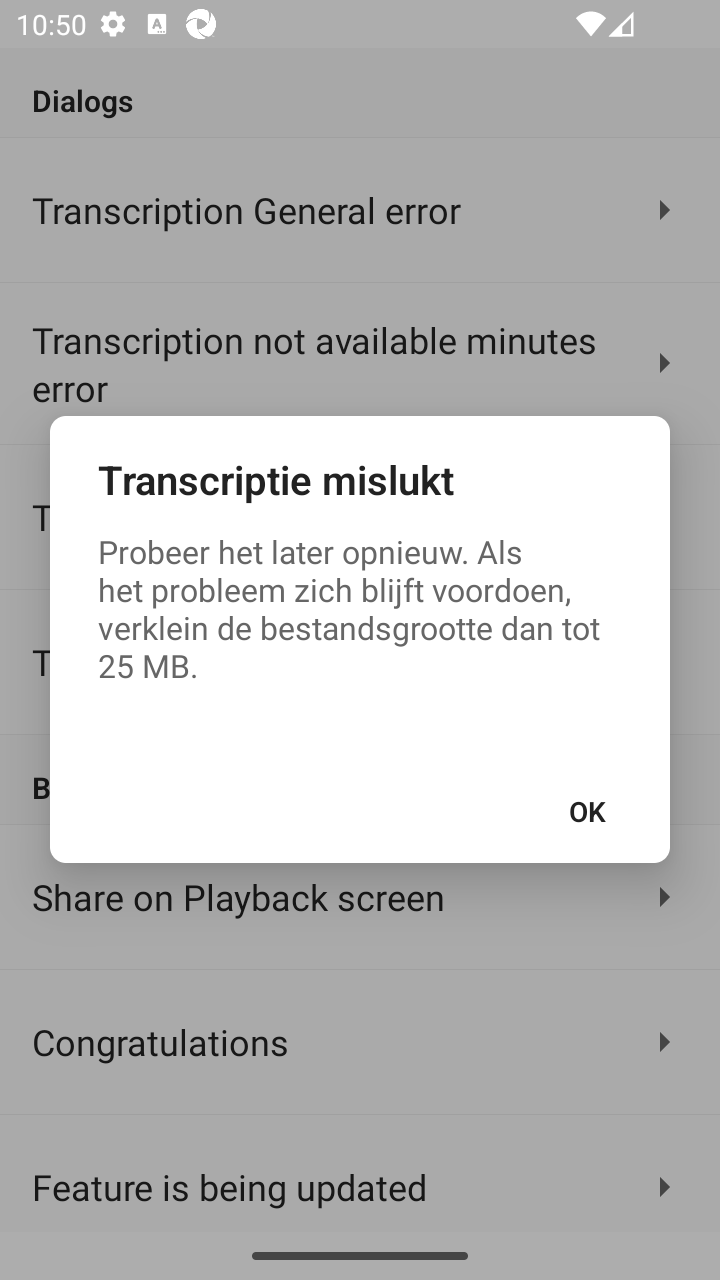 10:50
Dialogs
Transcription General error
Transcription not available minutes
error
Transcriptie mislukt
Probeer het later opnieuw. Als
het probleem zich blijft voordoen,
verklein de bestandsgrootte dan tot
25 MB.
OK
Share on Playback screen
Congratulations
Feature is being updated